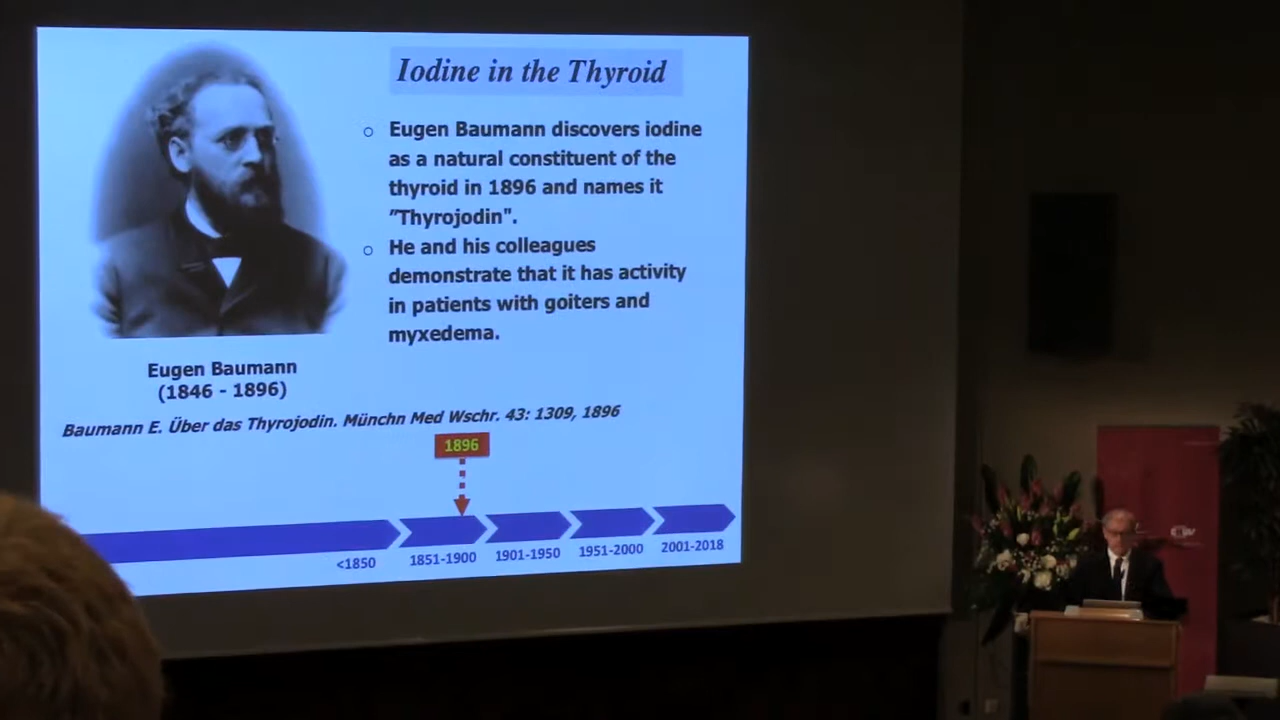 Iodine in the Thyroid
○ Eugen Baumann discovers iodine
as a natural constituent of the
thyroid in 1896 and names it
"Thyrojodin".
○ He and his colleagues
demonstrate that it has activity
in patients with goiters and
myxedema.
Eugen Baumann
(1846 - 1896)
Baumann E. Über das Thyrojodin. Münchn Med Wschr. 43: 1309, 1896
1896
<1850
1851-1900
1901-1950
1951-2000
2001-2018